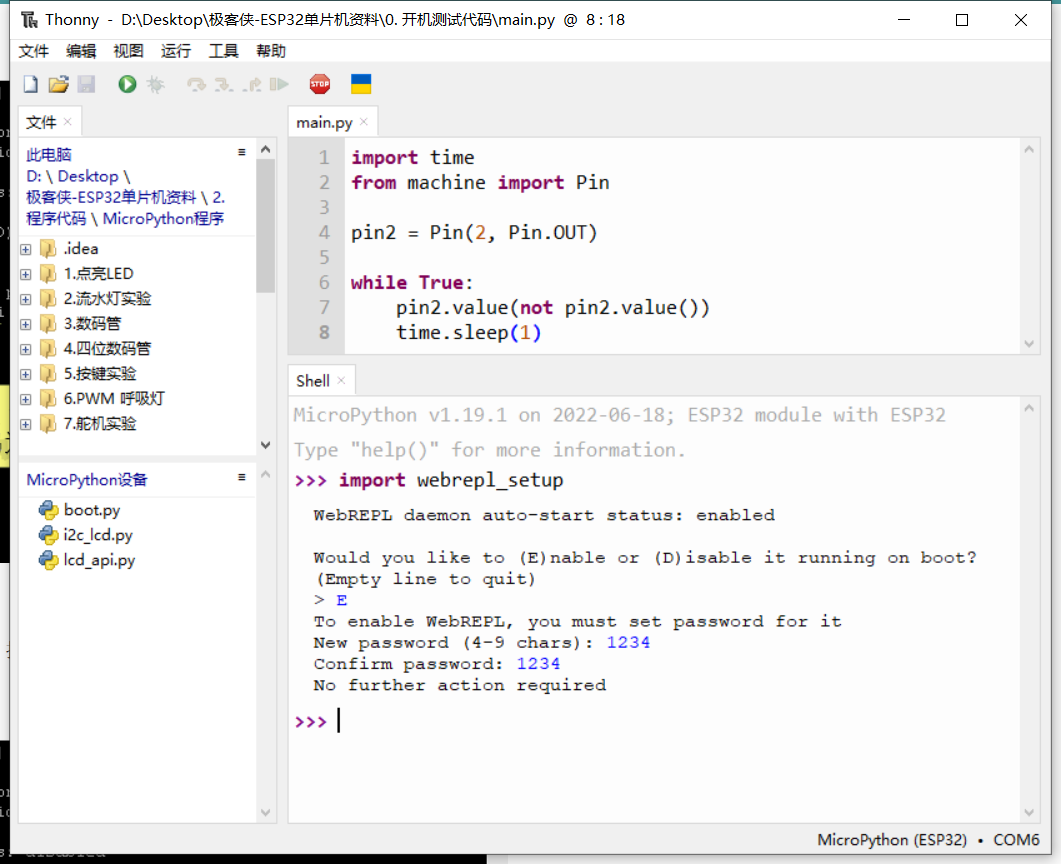 Thonny - D:\Desktop\极客侠-ESP32单片机资料\0. 开机测试代码\main.py @ 8 : 18
文件 编辑 视图 运行 工具 帮助
STOP
文件
此电脑
D: \ Desktop \
极客侠-ESP32单片机资料 \ 2.
程序代码 \ MicroPython程序
.idea
1.点亮LED
2.流水灯实验
3.数码管
4.四位数码管
5.按键实验
6.PWM 呼吸灯
7.舵机实验
MicroPython设备
boot.py
i2c_lcd.py
lcd_api.py
main.py
1 import time
2 from machine import Pin
3
4 pin2 = Pin(2, Pin.OUT)
5
6 while True:
7     pin2.value(not pin2.value())
8     time.sleep(1)
Shell
MicroPython v1.19.1 on 2022-06-18; ESP32 module with ESP32
Type "help()" for more information.
>>> import webrepl_setup
WebREPL daemon auto-start status: enabled
Would you like to (E)nable or (D)isable it running on boot?
(Empty line to quit)
> E
To enable WebREPL, you must set password for it
New password (4-9 chars): 1234
Confirm password: 1234
No further action required
>>>
MicroPython (ESP32) • COM6